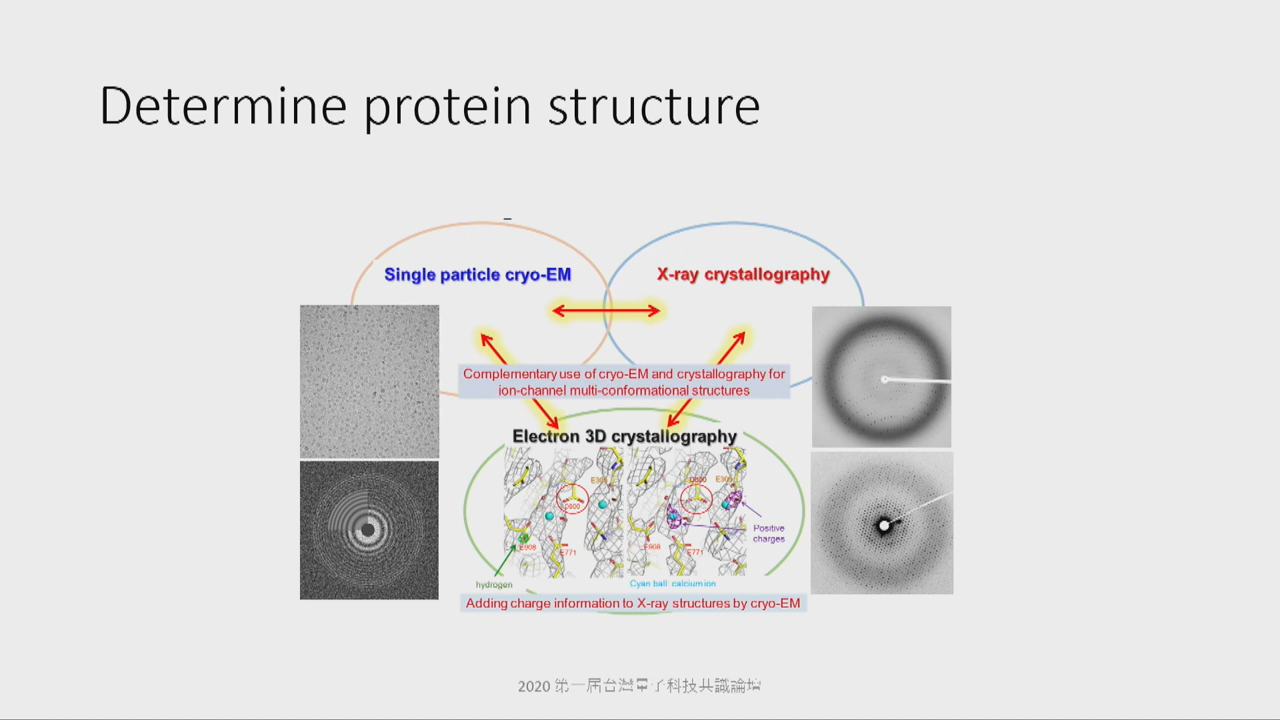 Determine protein structure
Single particle cryo-EM
X-ray crystallography
Complementary use of cryo-EM and crystallography for
ion-channel multi-conformational structures
Electron 3D crystallography
D800
E908
E771
D800
E309
E908
E771
Positive
charges
hydrogen
Cyan ball: calcium ion
Adding charge information to X-ray structures by cryo-EM
2020 第一屆台灣量子科技共識論壇